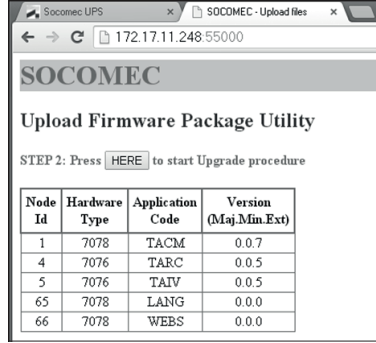 Socomec UPS
SOCOMEC - Upload files
172.17.11.248:55000
SOCOMEC
Upload Firmware Package Utility
STEP 2: Press HERE to start Upgrade procedure
Node Id Hardware Type Application Code Version (Maj.Min.Ext)
1 7078 TACM 0.0.7
4 7076 TARC 0.0.5
5 7076 TAIV 0.0.5
65 7078 LANG 0.0.0
66 7078 WEBS 0.0.0